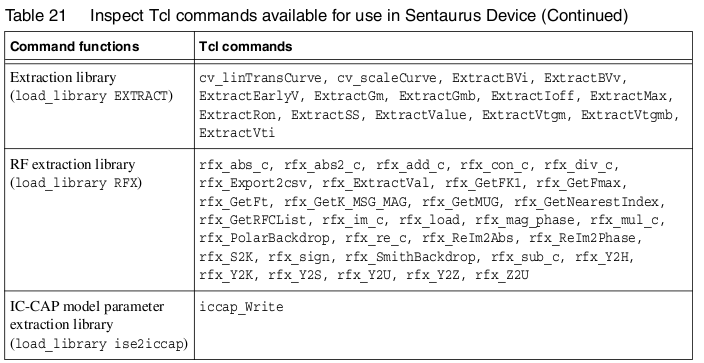 Table 21 Inspect Tcl commands available for use in Sentaurus Device (Continued)
Command functions Tcl commands
Extraction library
(load_library EXTRACT)
cv_linTransCurve, cv_scaleCurve, ExtractBVi, ExtractBVv,
ExtractEarlyV, ExtractGm, ExtractGmb, ExtractIoff, ExtractMax,
ExtractRon, ExtractSS, ExtractValue, ExtractVtgm, ExtractVtgmb,
ExtractVti
RF extraction library
(load_library RFX)
rfx_abs_c, rfx_abs2_c, rfx_add_c, rfx_con_c, rfx_div_c,
rfx_Export2csv, rfx_ExtractVal, rfx_GetFK1, rfx_GetFmax,
rfx_GetFt, rfx_GetK_MSG_MAG, rfx_GetMUG, rfx_GetNearestIndex,
rfx_GetRFCList, rfx_im_c, rfx_load, rfx_mag_phase, rfx_mul_c,
rfx_PolarBackdrop, rfx_re_c, rfx_ReIm2Abs, rfx_ReIm2Phase,
rfx_S2K, rfx_sign, rfx_SmithBackdrop, rfx_sub_c, rfx_Y2H,
rfx_Y2K, rfx_Y2S, rfx_Y2U, rfx_Y2Z, rfx_Z2U
IC-CAP model parameter
extraction library
(load_library ise2iccap)
iccap_Write